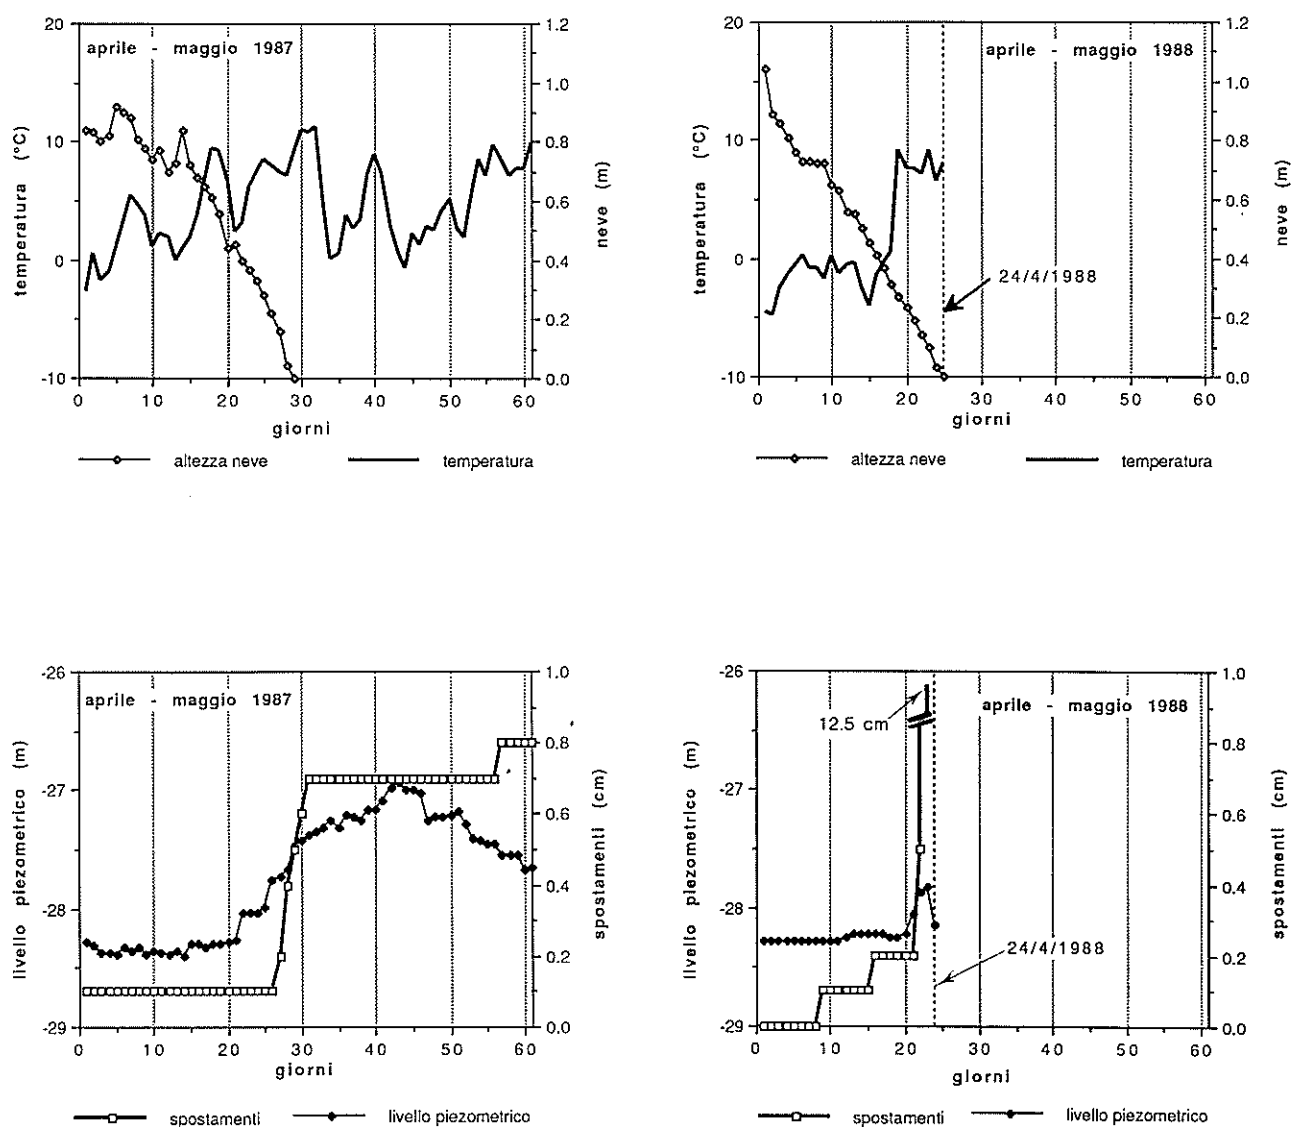 aprile - maggio 1987
temperatura (°C)
20
10
0
-10
1.2
1.0
0.8
0.6
0.4
0.2
0.0
neve (m)
0 10 20 30 40 50 60
giorni
altezza neve temperatura
aprile - maggio 1988
temperatura (°C)
20
10
0
-10
1.2
1.0
0.8
0.6
0.4
0.2
0.0
neve (m)
24/4/1988
0 10 20 30 40 50 60
giorni
altezza neve temperatura
aprile - maggio 1987
livello piezometrico (m)
-26
-27
-28
-29
1.0
0.8
0.6
0.4
0.2
0.0
spostamenti (cm)
0 10 20 30 40 50 60
giorni
spostamenti livello piezometrico
aprile - maggio 1988
livello piezometrico (m)
-26
-27
-28
-29
1.0
0.8
0.6
0.4
0.2
0.0
spostamenti (cm)
12.5 cm
24/4/1988
0 10 20 30 40 50 60
giorni
spostamenti livello piezometrico